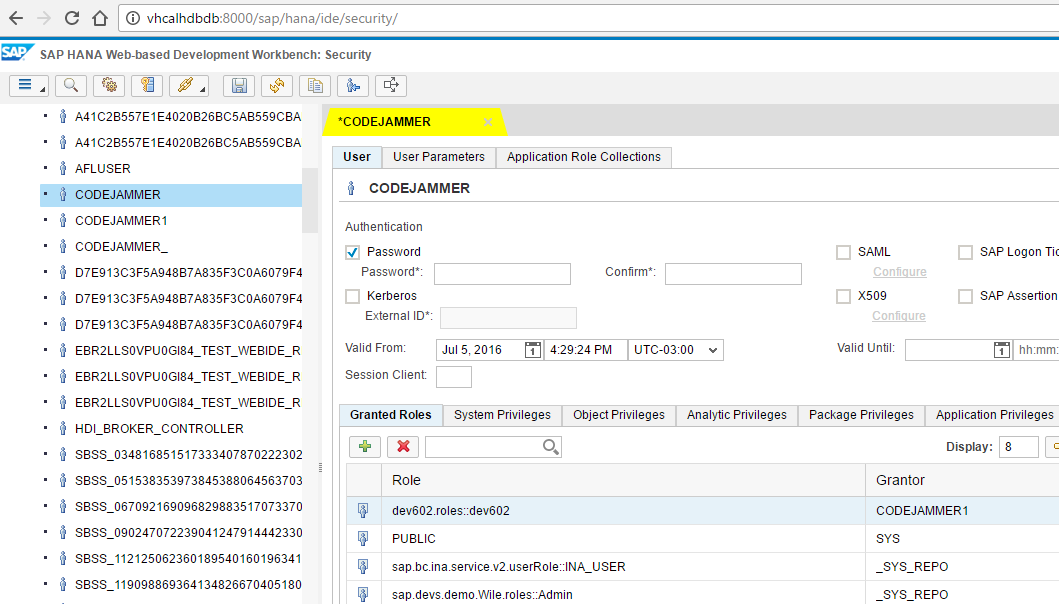 vhcalhdbdb:8000/sap/hana/ide/security/
SAP SAP HANA Web-based Development Workbench: Security
A41C2B557E1E4020B26BC5AB559CBA
A41C2B557E1E4020B26BC5AB559CBA
AFLUSER
CODEJAMMER
CODEJAMMER1
CODEJAMMER_
D7E913C3F5A948B7A835F3C0A6079F4
D7E913C3F5A948B7A835F3C0A6079F4
D7E913C3F5A948B7A835F3C0A6079F4
EBR2LLS0VPU0GI84_TEST_WEBIDE_R
EBR2LLS0VPU0GI84_TEST_WEBIDE_R
EBR2LLS0VPU0GI84_TEST_WEBIDE_R
HDI_BROKER_CONTROLLER
SBSS_034816851517333407870222302
SBSS_051538353973845388064563703
SBSS_067092169096829883517073370
SBSS_090247072239041247914442330
SBSS_112125062360189540160196341
SBSS_119098869364134826670405180
*CODEJAMMER
User User Parameters Application Role Collections
CODEJAMMER
Authentication
Password SAML SAP Logon Tic
Password*: Confirm*: Configure
Kerberos X509 SAP Assertion
External ID*: Configure
Valid From: Jul 5, 2016 1 4:29:24 PM UTC-03:00 Valid Until: 1 hh:mm:
Session Client:
Granted Roles System Privileges Object Privileges Analytic Privileges Package Privileges Application Privileges
Display: 8
Role Grantor
dev602.roles::dev602 CODEJAMMER1
PUBLIC SYS
sap.bc.ina.service.v2.userRole::INA_USER _SYS_REPO
sap.devs.demo.Wile.roles::Admin _SYS_REPO